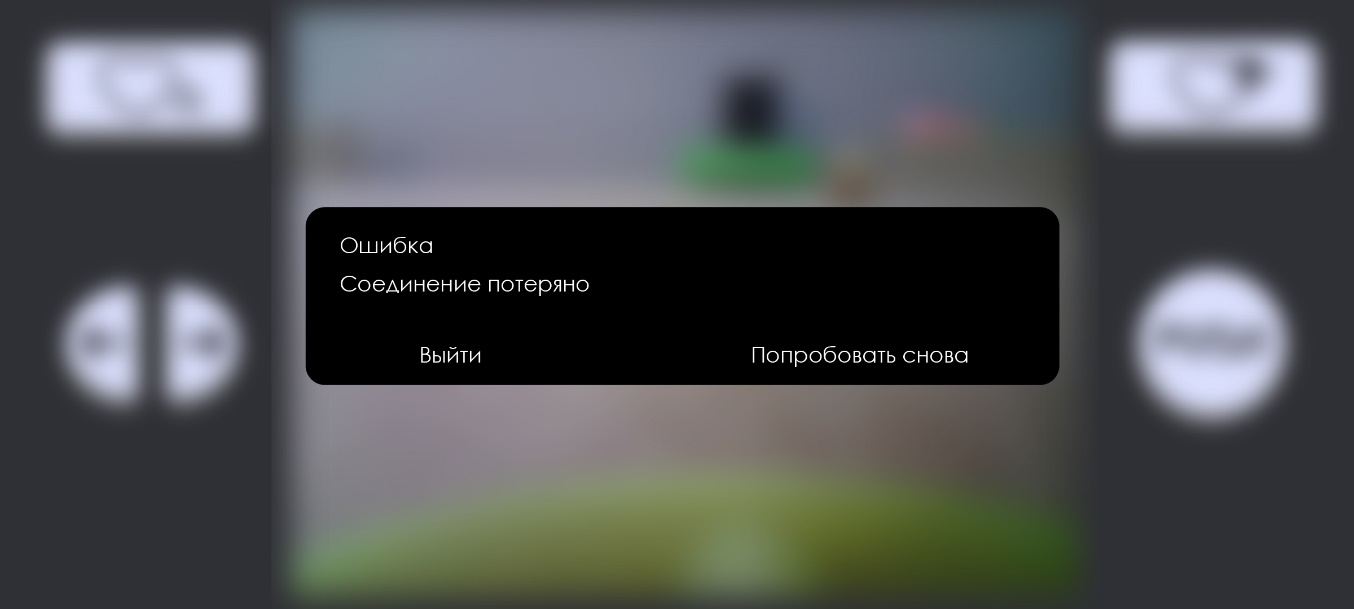 Ошибка
Соединение потеряно
Выйти
Попробовать снова